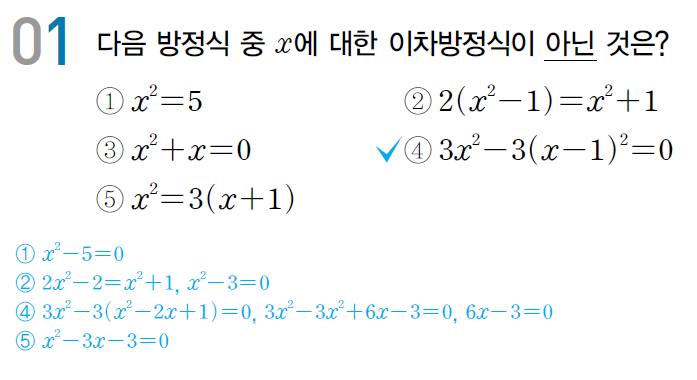 01 다음 방정식 중 x에 대한 이차방정식이 아닌 것은?
① x²=5 ② 2(x²-1)=x²+1
③ x²+x=0 ④ 3x²-3(x-1)²=0
⑤ x²=3(x+1)
① x²-5=0
② 2x²-2=x²+1, x²-3=0
④ 3x²-3(x²-2x+1)=0, 3x²-3x²+6x-3=0, 6x-3=0
⑤ x²-3x-3=0